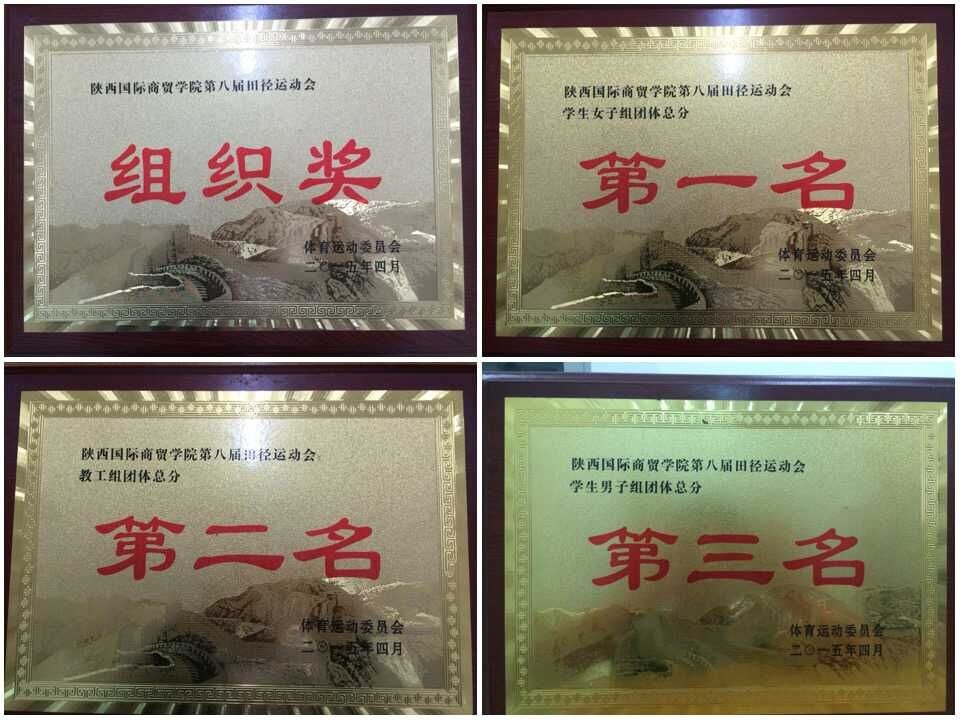 陕西国际商贸学院第八届田径运动会
组织奖
体育运动委员会
二〇一五年四月
陕西国际商贸学院第八届田径运动会
学生女子组团体总分
第一名
体育运动委员会
二〇一五年四月
陕西国际商贸学院第八届田径运动会
教工组团体总分
第二名
体育运动委员会
二〇一五年四月
陕西国际商贸学院第八届田径运动会
学生男子组团体总分
第三名
体育运动委员会
二〇一五年四月